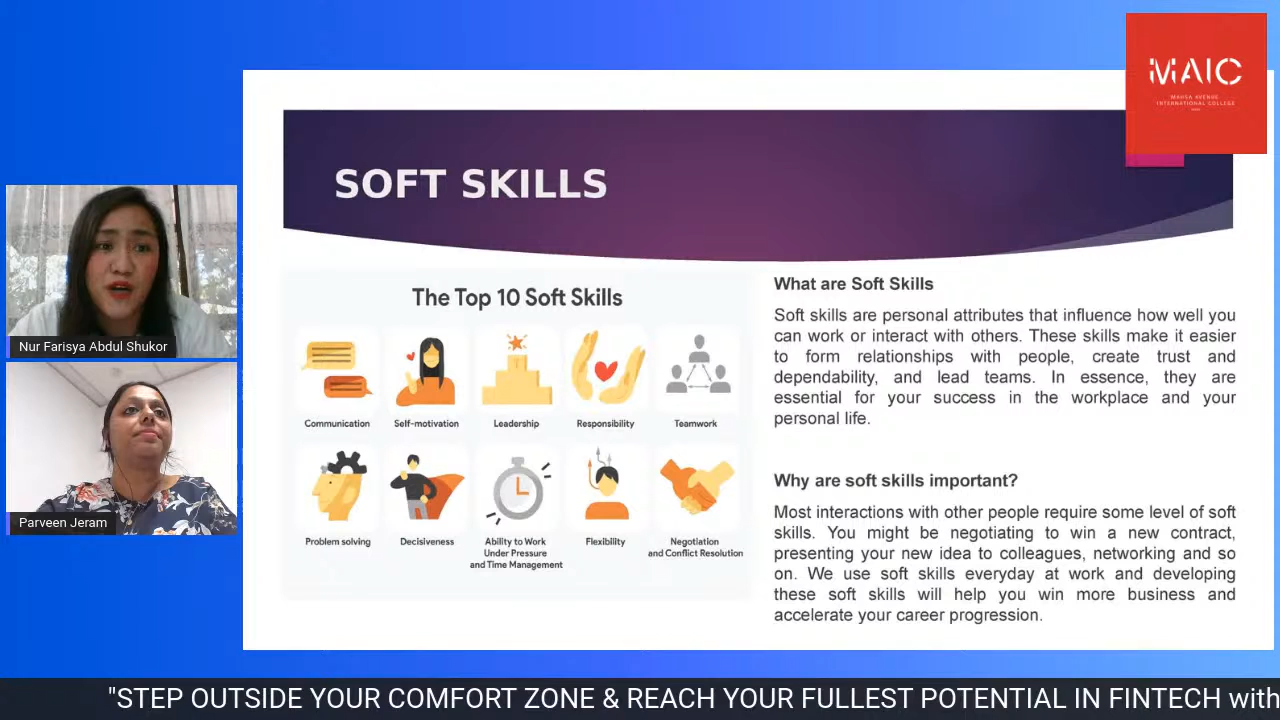 MAIC
MAHSA AVENUE
INTERNATIONAL COLLEGE
SOFT SKILLS
Nur Farisya Abdul Shukor
Parveen Jeram
The Top 10 Soft Skills
Communication
Self-motivation
Leadership
Responsibility
Teamwork
Problem solving
Decisiveness
Ability to Work
Under Pressure
and Time Management
Flexibility
Negotiation
and Conflict Resolution
What are Soft Skills
Soft skills are personal attributes that influence how well you
can work or interact with others. These skills make it easier
to form relationships with people, create trust and
dependability, and lead teams. In essence, they are
essential for your success in the workplace and your
personal life.
Why are soft skills important?
Most interactions with other people require some level of soft
skills. You might be negotiating to win a new contract,
presenting your new idea to colleagues, networking and so
on. We use soft skills everyday at work and developing
these soft skills will help you win more business and
accelerate your career progression.
"STEP OUTSIDE YOUR COMFORT ZONE & REACH YOUR FULLEST POTENTIAL IN FINTECH with